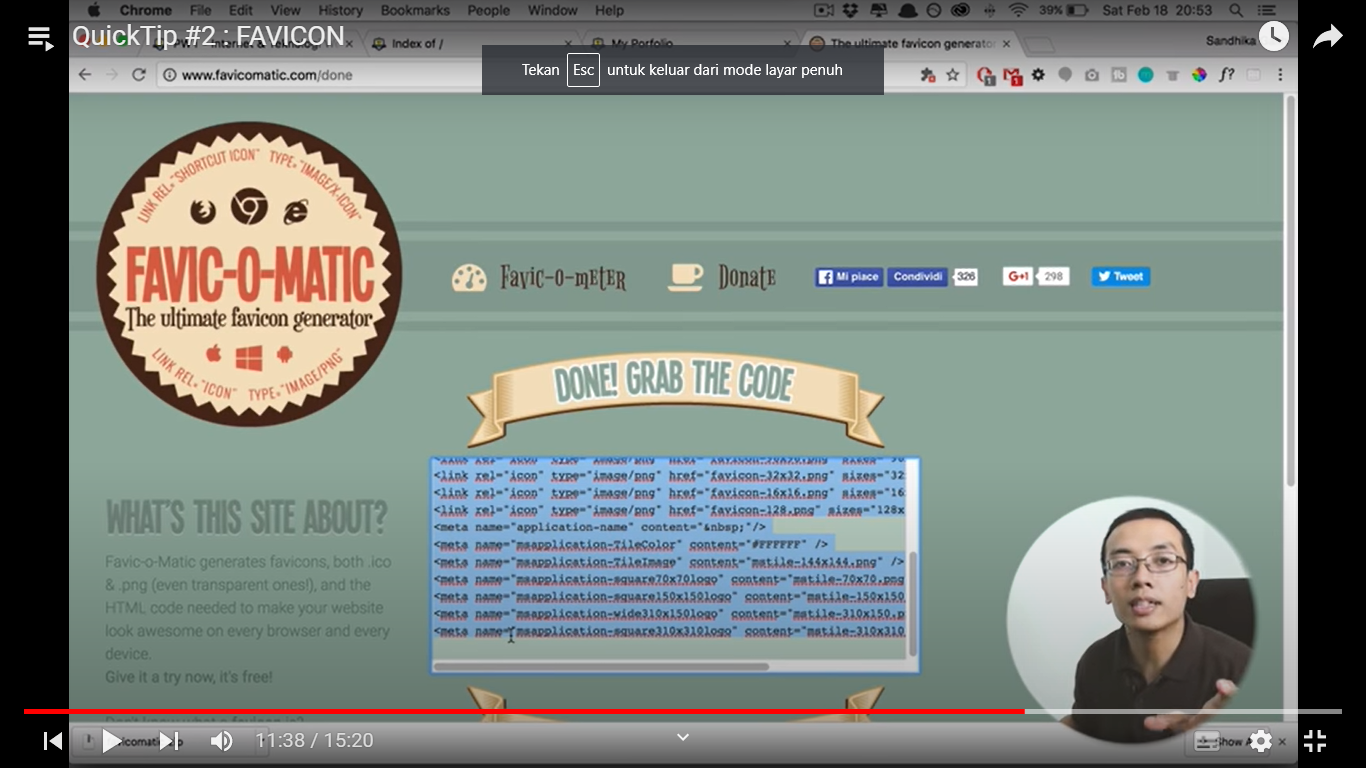 Chrome File Edit View History Bookmarks People Window Help 39% Sat Feb 18 20:53
QuickTip #2 : FAVICON
Index of / My Porfolio The ultimate favicon generator Sandhika
www.favicomatic.com/done
Tekan Esc untuk keluar dari mode layar penuh
LINK REL="SHORTCUT ICON" TYPE="IMAGE/X-ICON"
FAVIC-O-MATIC
The ultimate favicon generator
LINK REL="ICON" TYPE="IMAGE/PNG"
Favic-o-meter Donate Mi piace Condividi 326 G+1 298 Tweet
DONE! GRAB THE CODE
<link rel="icon" type="image/png" href="favicon-32x32.png" sizes="32
<link rel="icon" type="image/png" href="favicon-16x16.png" sizes="16
<link rel="icon" type="image/png" href="favicon-128.png" sizes="128x
<meta name="application-name" content="&nbsp;"/>
<meta name="msapplication-TileColor" content="#FFFFFF" />
<meta name="msapplication-TileImage" content="mstile-144x144.png" />
<meta name="msapplication-square70x70logo" content="mstile-70x70.png
<meta name="msapplication-square150x150logo" content="mstile-150x150
<meta name="msapplication-wide310x150logo" content="mstile-310x150.p
<meta name="msapplication-square310x310logo" content="mstile-310x310
WHAT'S THIS SITE ABOUT?
Favic-o-Matic generates favicons, both .ico
& .png (even transparent ones!), and the
HTML code needed to make your website
look awesome on every browser and every
device.
Give it a try now, it's free!
Don't know what a favicon is?
11:38 / 15:20
Show A